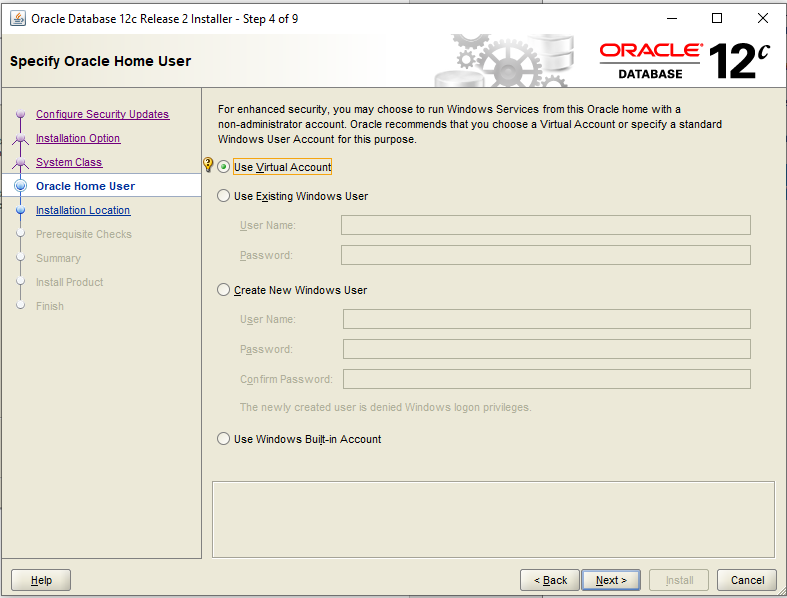 Oracle Database 12c Release 2 Installer - Step 4 of 9
Specify Oracle Home User
ORACLE®
DATABASE
12c
Configure Security Updates
Installation Option
System Class
Oracle Home User
Installation Location
Prerequisite Checks
Summary
Install Product
Finish
For enhanced security, you may choose to run Windows Services from this Oracle home with a
non-administrator account. Oracle recommends that you choose a Virtual Account or specify a standard
Windows User Account for this purpose.
Use Virtual Account
Use Existing Windows User
User Name:
Password:
Create New Windows User
User Name:
Password:
Confirm Password:
The newly created user is denied Windows logon privileges.
Use Windows Built-in Account
Help
< Back
Next >
Install
Cancel